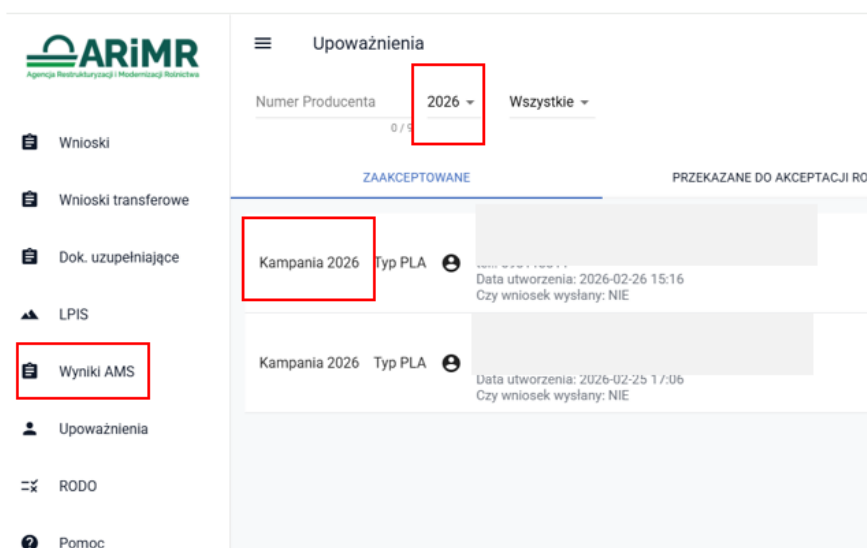 ARiMR
Agencja Restrukturyzacji i Modernizacji Rolnictwa
Upoważnienia
Numer Producenta 2026 Wszystkie
0 / 9
Wnioski
Wnioski transferowe
Dok. uzupełniające
LPIS
Wyniki AMS
Upoważnienia
RODO
Pomoc
ZAAKCEPTOWANE PRZEKAZANE DO AKCEPTACJI RO
Kampania 2026 Typ PLA
Data utworzenia: 2026-02-26 15:16
Czy wniosek wysłany: NIE
Kampania 2026 Typ PLA
Data utworzenia: 2026-02-25 17:06
Czy wniosek wysłany: NIE